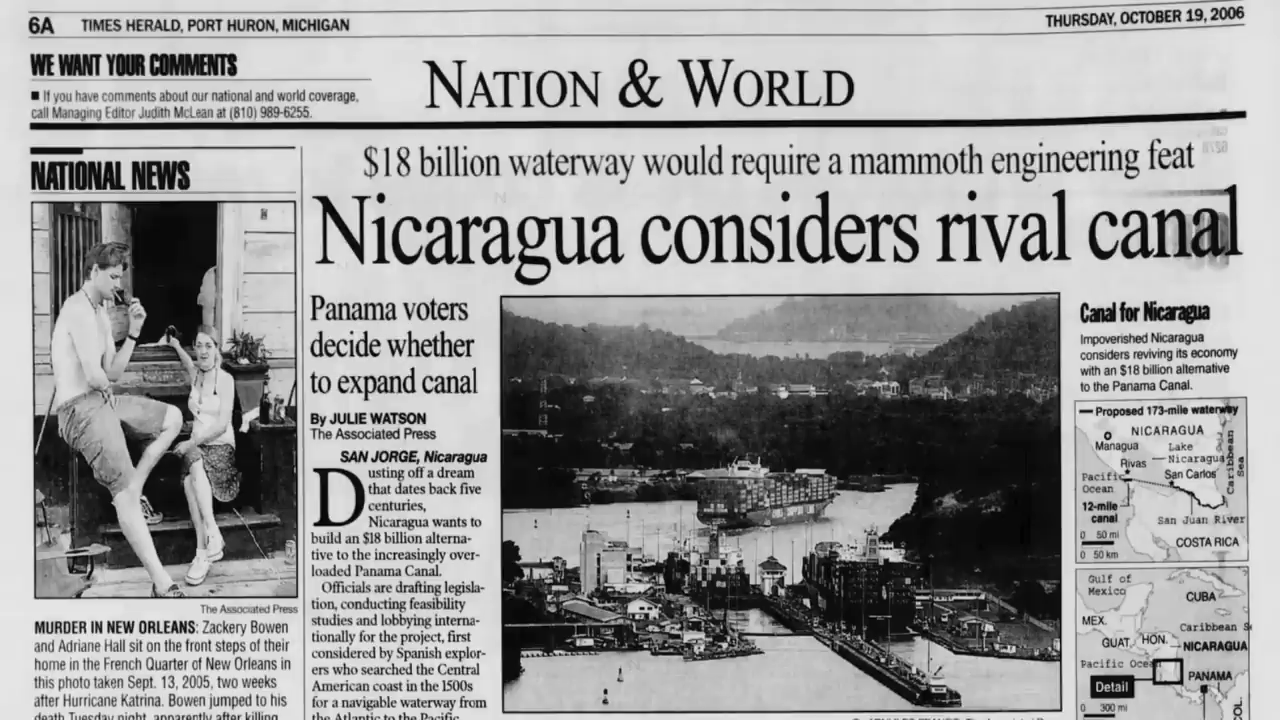 6A TIMES HERALD, PORT HURON, MICHIGAN
THURSDAY, OCTOBER 19, 2006
WE WANT YOUR COMMENTS
■ If you have comments about our national and world coverage,
call Managing Editor Judith McLean at (810) 989-6255.
NATION & WORLD
NATIONAL NEWS
The Associated Press
MURDER IN NEW ORLEANS: Zackery Bowen
and Adriane Hall sit on the front steps of their
home in the French Quarter of New Orleans in
this photo taken Sept. 13, 2005, two weeks
after Hurricane Katrina. Bowen jumped to his
death Tuesday night, apparently after killing
$18 billion waterway would require a mammoth engineering feat
Nicaragua considers rival canal
Panama voters
decide whether
to expand canal
By JULIE WATSON
The Associated Press
SAN JORGE, Nicaragua
Dusting off a dream
that dates back five
centuries,
Nicaragua wants to
build an $18 billion alterna-
tive to the increasingly over-
loaded Panama Canal.
Officials are drafting legisla-
tion, conducting feasibility
studies and lobbying interna-
tionally for the project, first
considered by Spanish explor-
ers who searched the Central
American coast in the 1500s
for a navigable waterway from
the Atlantic to the Pacific.
Canal for Nicaragua
Impoverished Nicaragua
considers reviving its economy
with an $18 billion alternative
to the Panama Canal.
Proposed 173-mile waterway
NICARAGUA
Managua
Lake
Nicaragua
Rivas
San Carlos
Caribbean
Sea
Pacific
Ocean
12-mile
canal
San Juan River
0 50 mi
0 50 km
COSTA RICA
Gulf of
Mexico
CUBA
MEX.
Caribbean
GUAT.
HON.
NICARAGUA
Pacific Ocean
PANAMA
Detail
0 300 mi